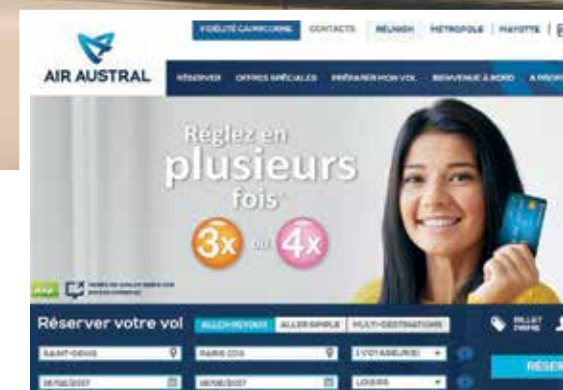 FIDÉLITÉ CAPRICORNE CONTACTS RÉUNION MÉTROPOLE MAYOTTE
AIR AUSTRAL
RÉSERVER OFFRES SPÉCIALES PRÉPARER MON VOL BIENVENUE À BORD A PROPO
Réglez en
plusieurs
fois*
3x ou 4x
Réserver votre vol
ALLER-RETOUR ALLER SIMPLE MULTI-DESTINATIONS
BILLET
PRIME
SAINT-DENIS PARIS CDG 1 VOYAGEUR(S)
LOISIRS
RÉSER